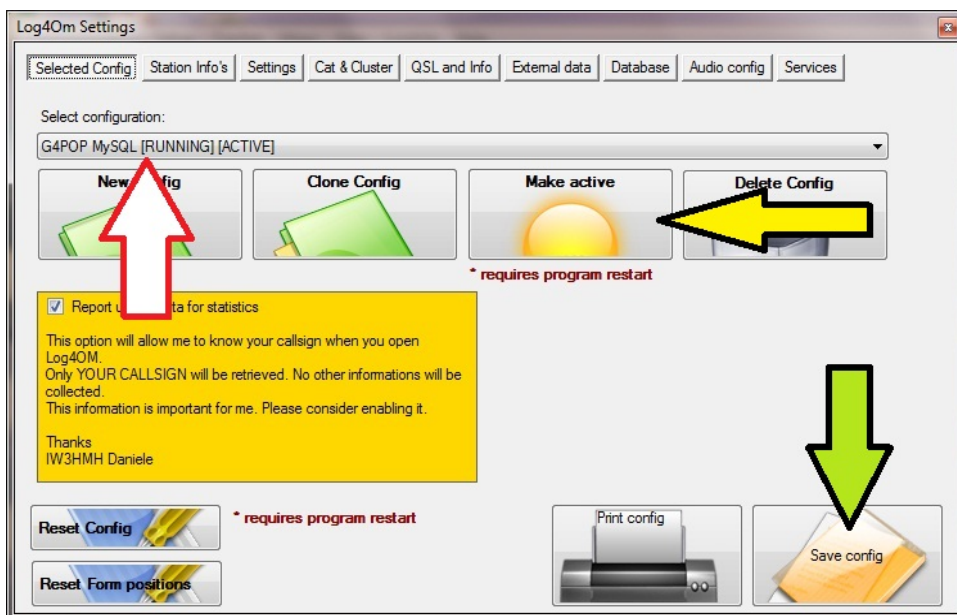 Log4Om Settings
Selected Config Station Info's Settings Cat & Cluster QSL and Info External data Database Audio config Services
Select configuration:
G4POP MySQL [RUNNING] [ACTIVE]
New Clone Config Make active Delete Config
* requires program restart
Report for statistics
This option will allow me to know your callsign when you open
Log4OM.
Only YOUR CALLSIGN will be retrieved. No other informations will be
collected.
This information is important for me. Please consider enabling it.
Thanks
IW3HMH Daniele
Reset Config
* requires program restart
Print config
Save config
Reset Form positions